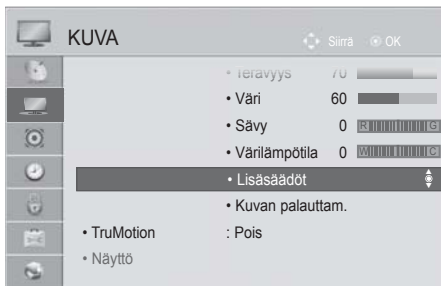 KUVA
Siirrä OK
• Terävyys 70
• Väri 60
• Sävy 0 R G
• Värilämpötila 0 W C
• Lisäsäädöt
• Kuvan palauttam.
• TruMotion : Pois
• Näyttö